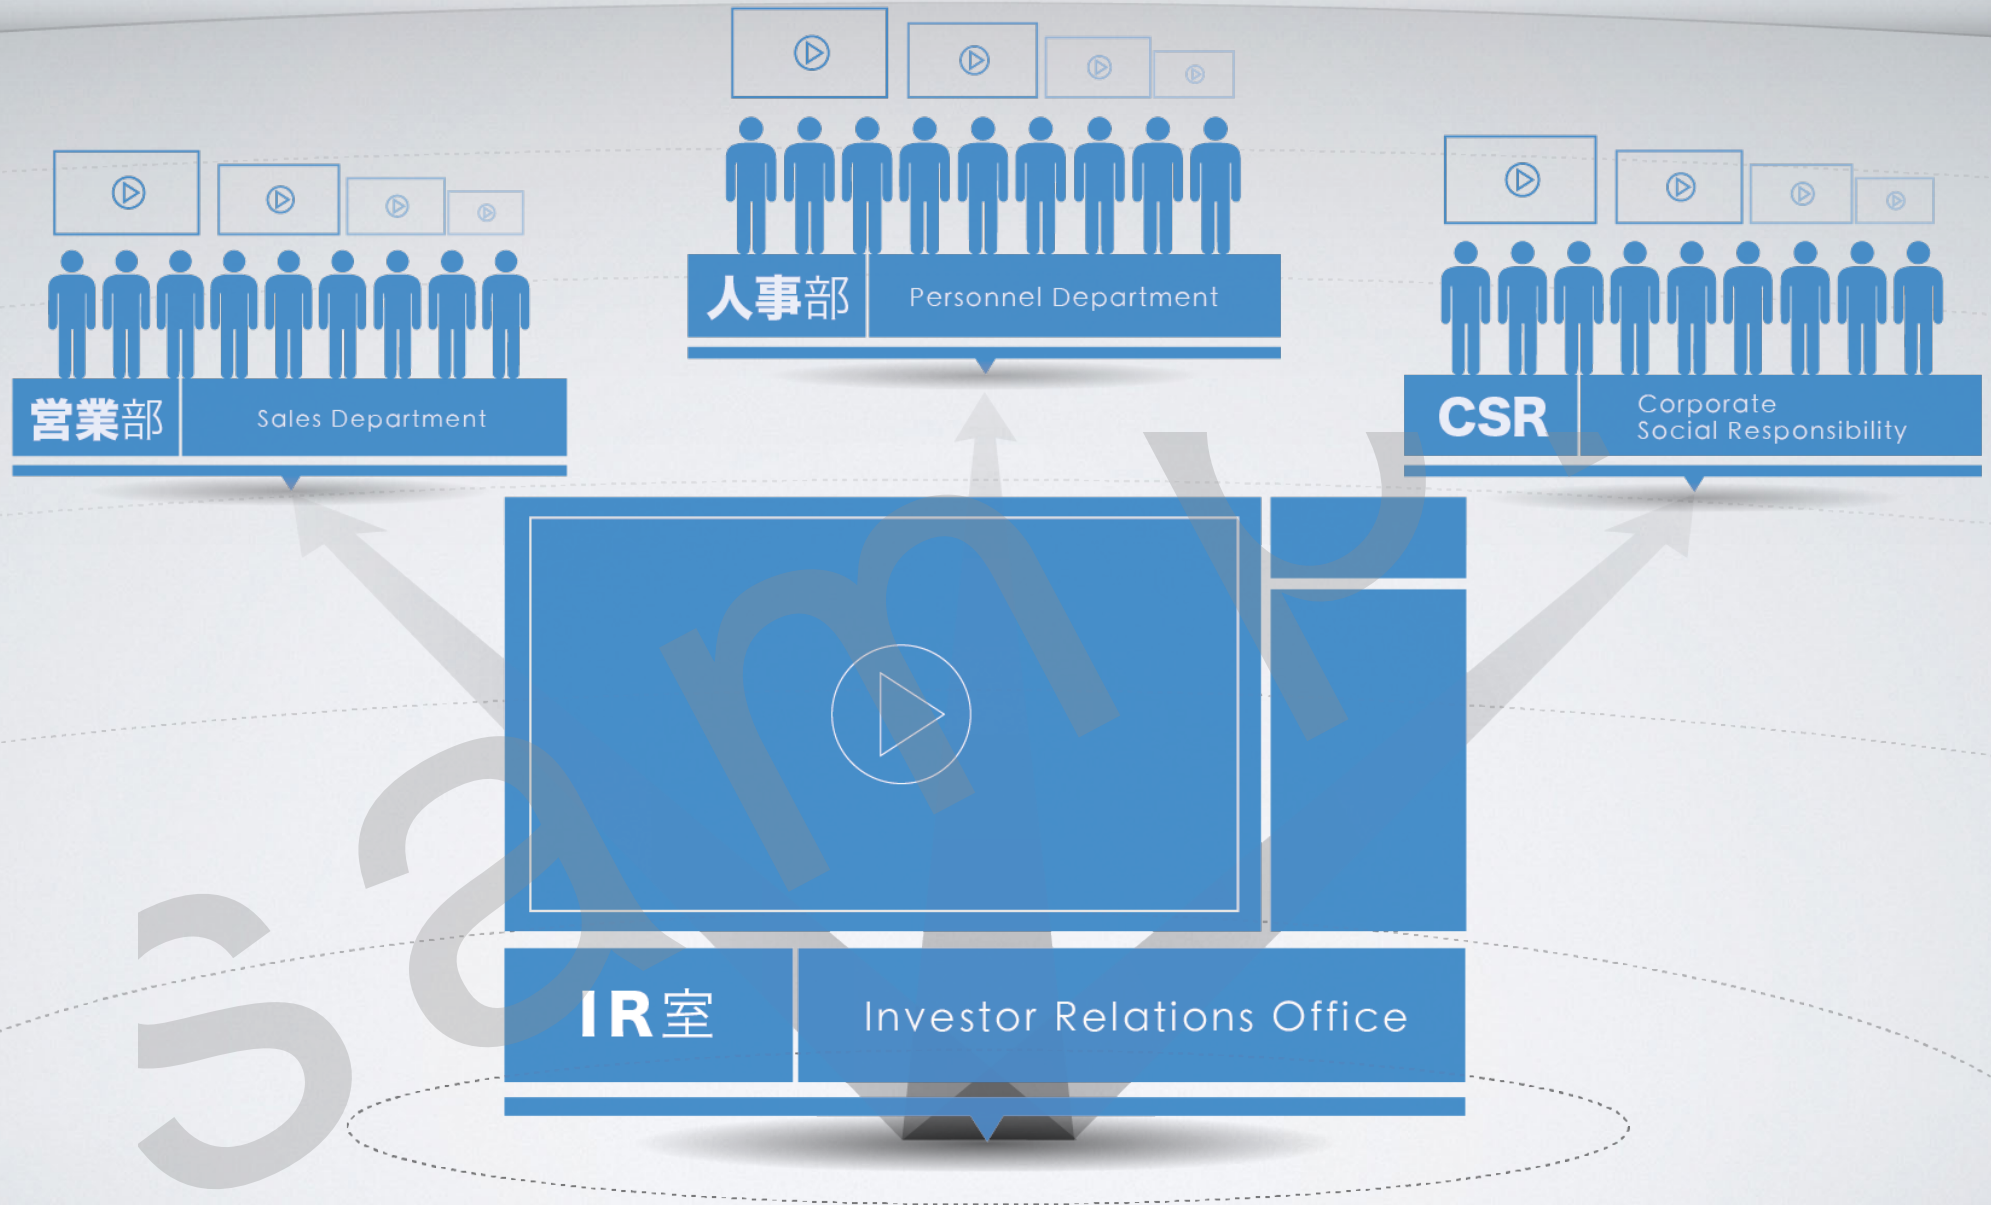 人事部 Personnel Department
営業部 Sales Department
CSR Corporate
Social Responsibility
IR室 Investor Relations Office
samp